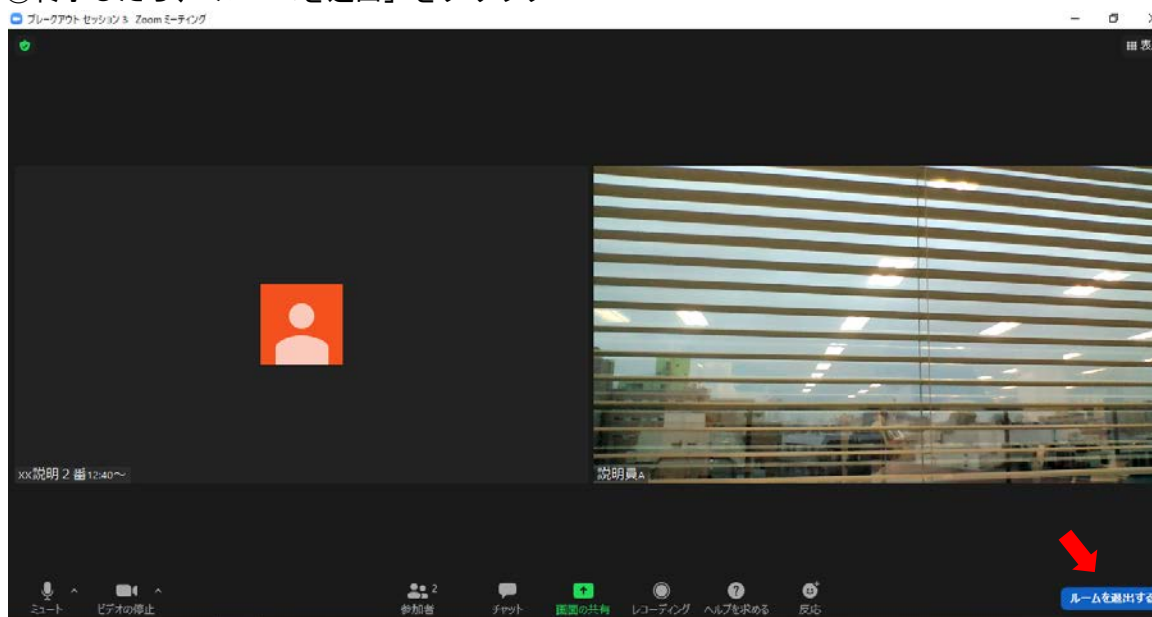 ブレークアウト セッション 3 Zoom ミーティング
表
xx説明２番12:40～
説明員A
ミュート
ビデオの停止
2
参加者
チャット
画面の共有
レコーディング
ヘルプを求める
反応
ルームを退出する